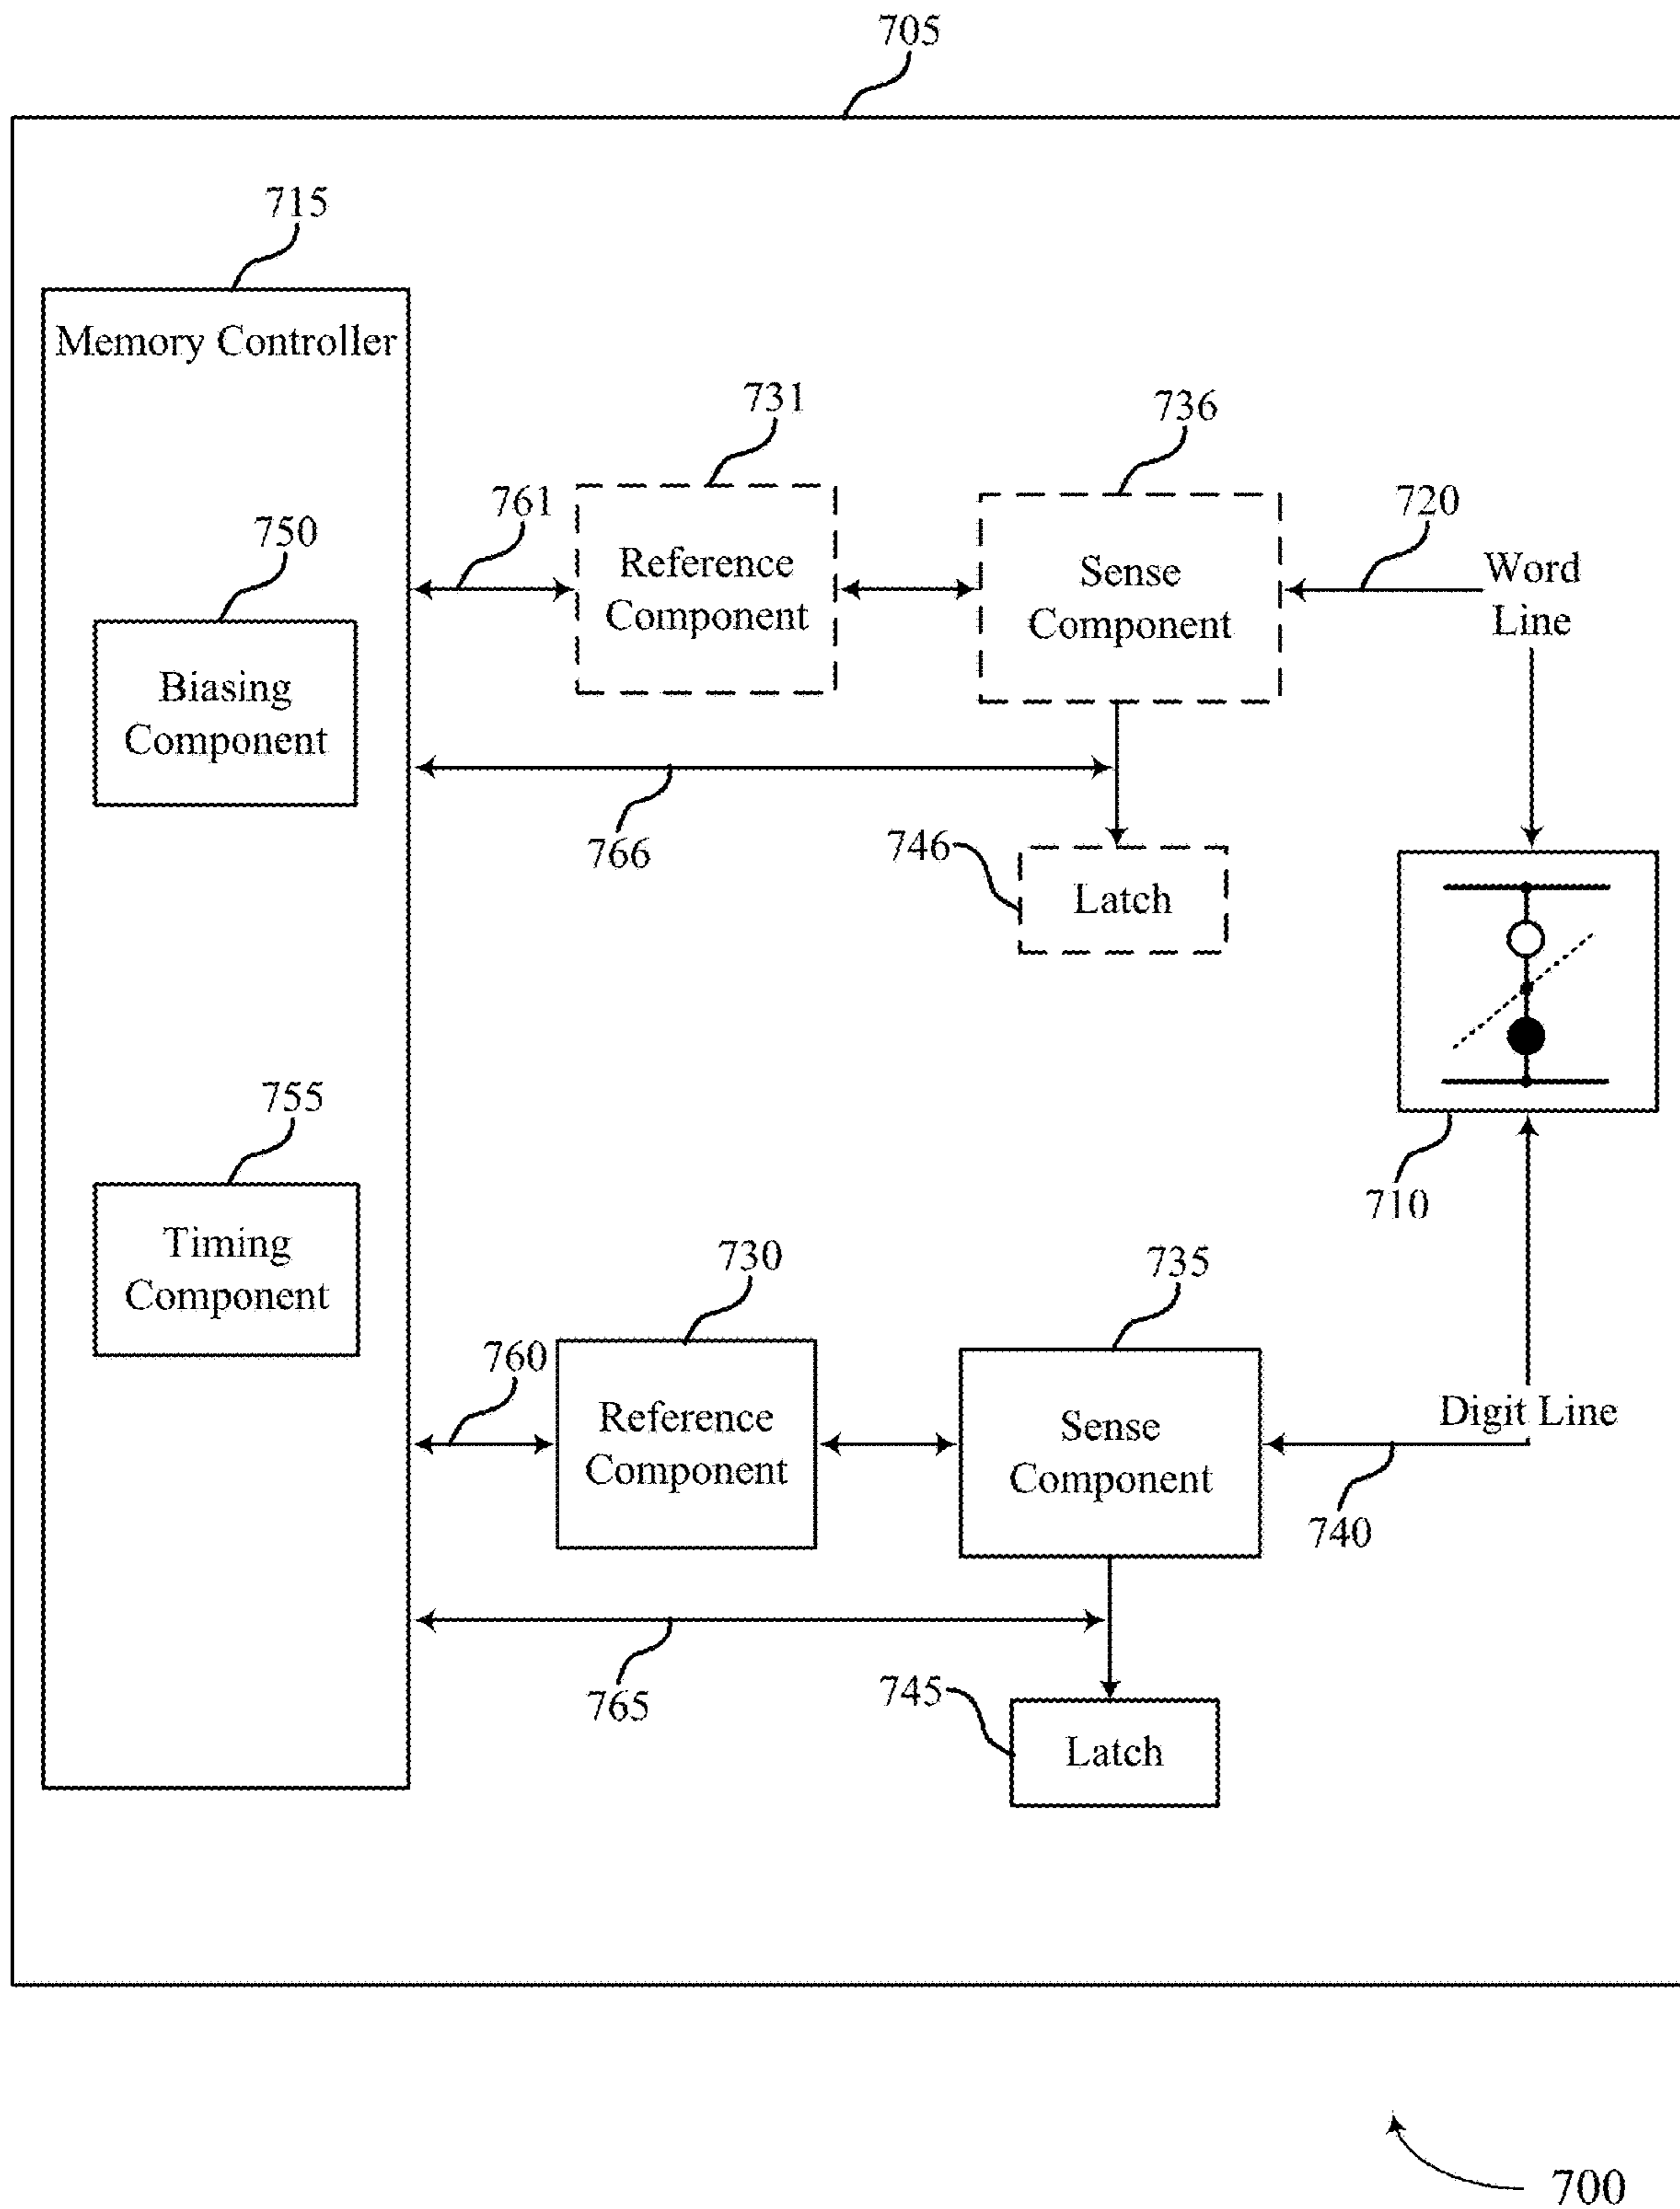 705
715
Memory Controller
731
736
761
720
750
Reference
Component
Sense
Component
Word
Line
Biasing
Component
766
746
Latch
755
710
Timing
Component
730
735
760
Reference
Component
Sense
Component
Digit Line
740
765
745
Latch
700